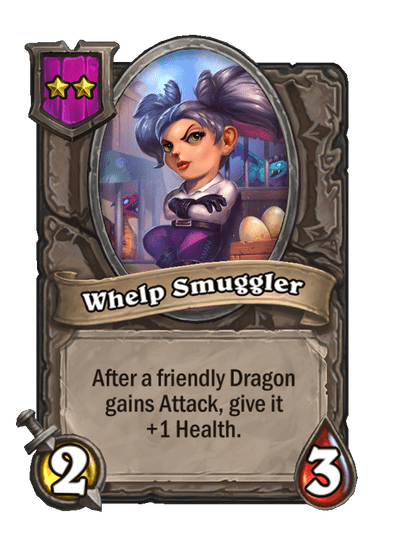 Whelp Smuggler
After a friendly Dragon
gains Attack, give it
+1 Health.
2
3